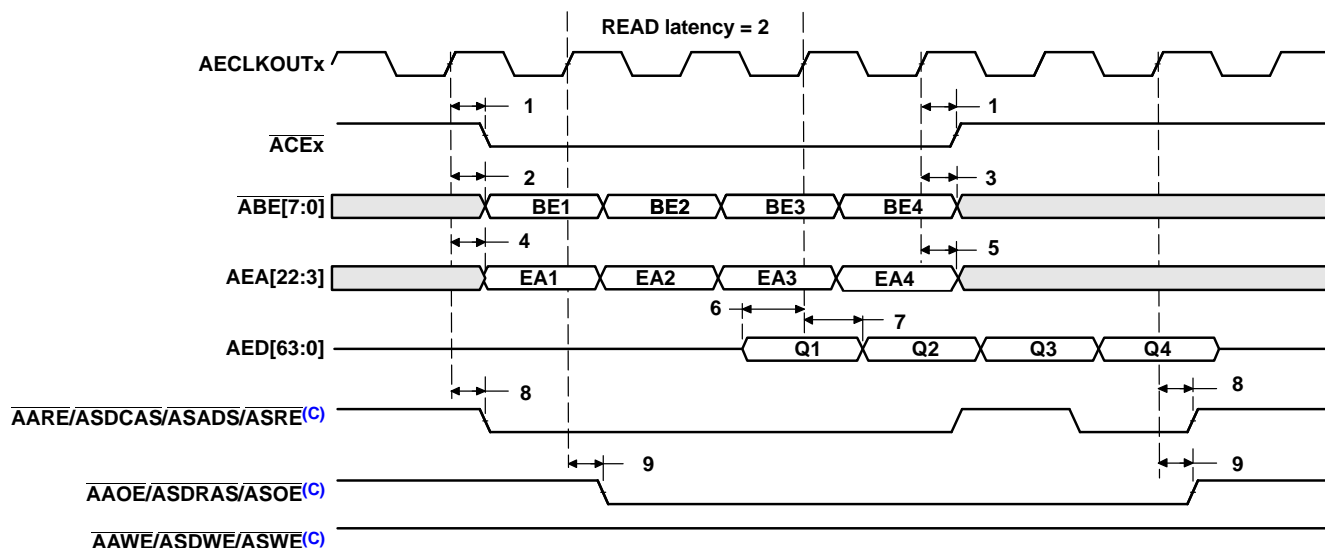 READ latency = 2
AECLKOUTx
1 1
ACEx
2 3
ABE[7:0] BE1 BE2 BE3 BE4
4 5
AEA[22:3] EA1 EA2 EA3 EA4
6 7
AED[63:0] Q1 Q2 Q3 Q4
8 8
AARE/ASDCAS/ASADS/ASRE(C)
9 9
AAOE/ASDRAS/ASOE(C)
AAWE/ASDWE/ASWE(C)